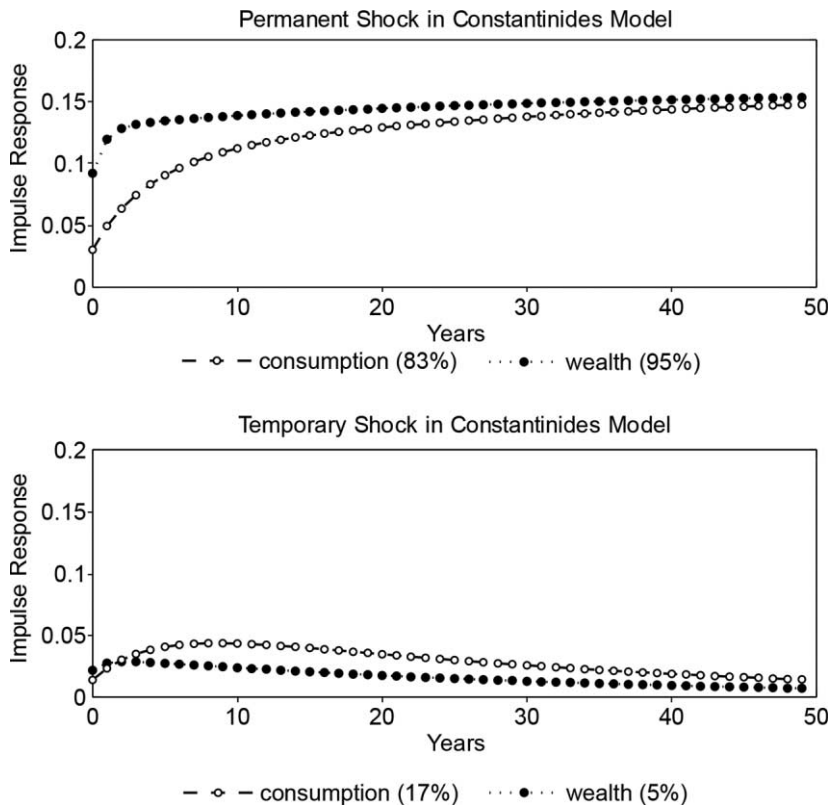 Permanent Shock in Constantinides Model
0.2
0.15
0.1
0.05
0
Impulse Response
0 10 20 30 40 50
Years
consumption (83%) wealth (95%)
Temporary Shock in Constantinides Model
0.2
0.15
0.1
0.05
0
Impulse Response
0 10 20 30 40 50
Years
consumption (17%) wealth (5%)